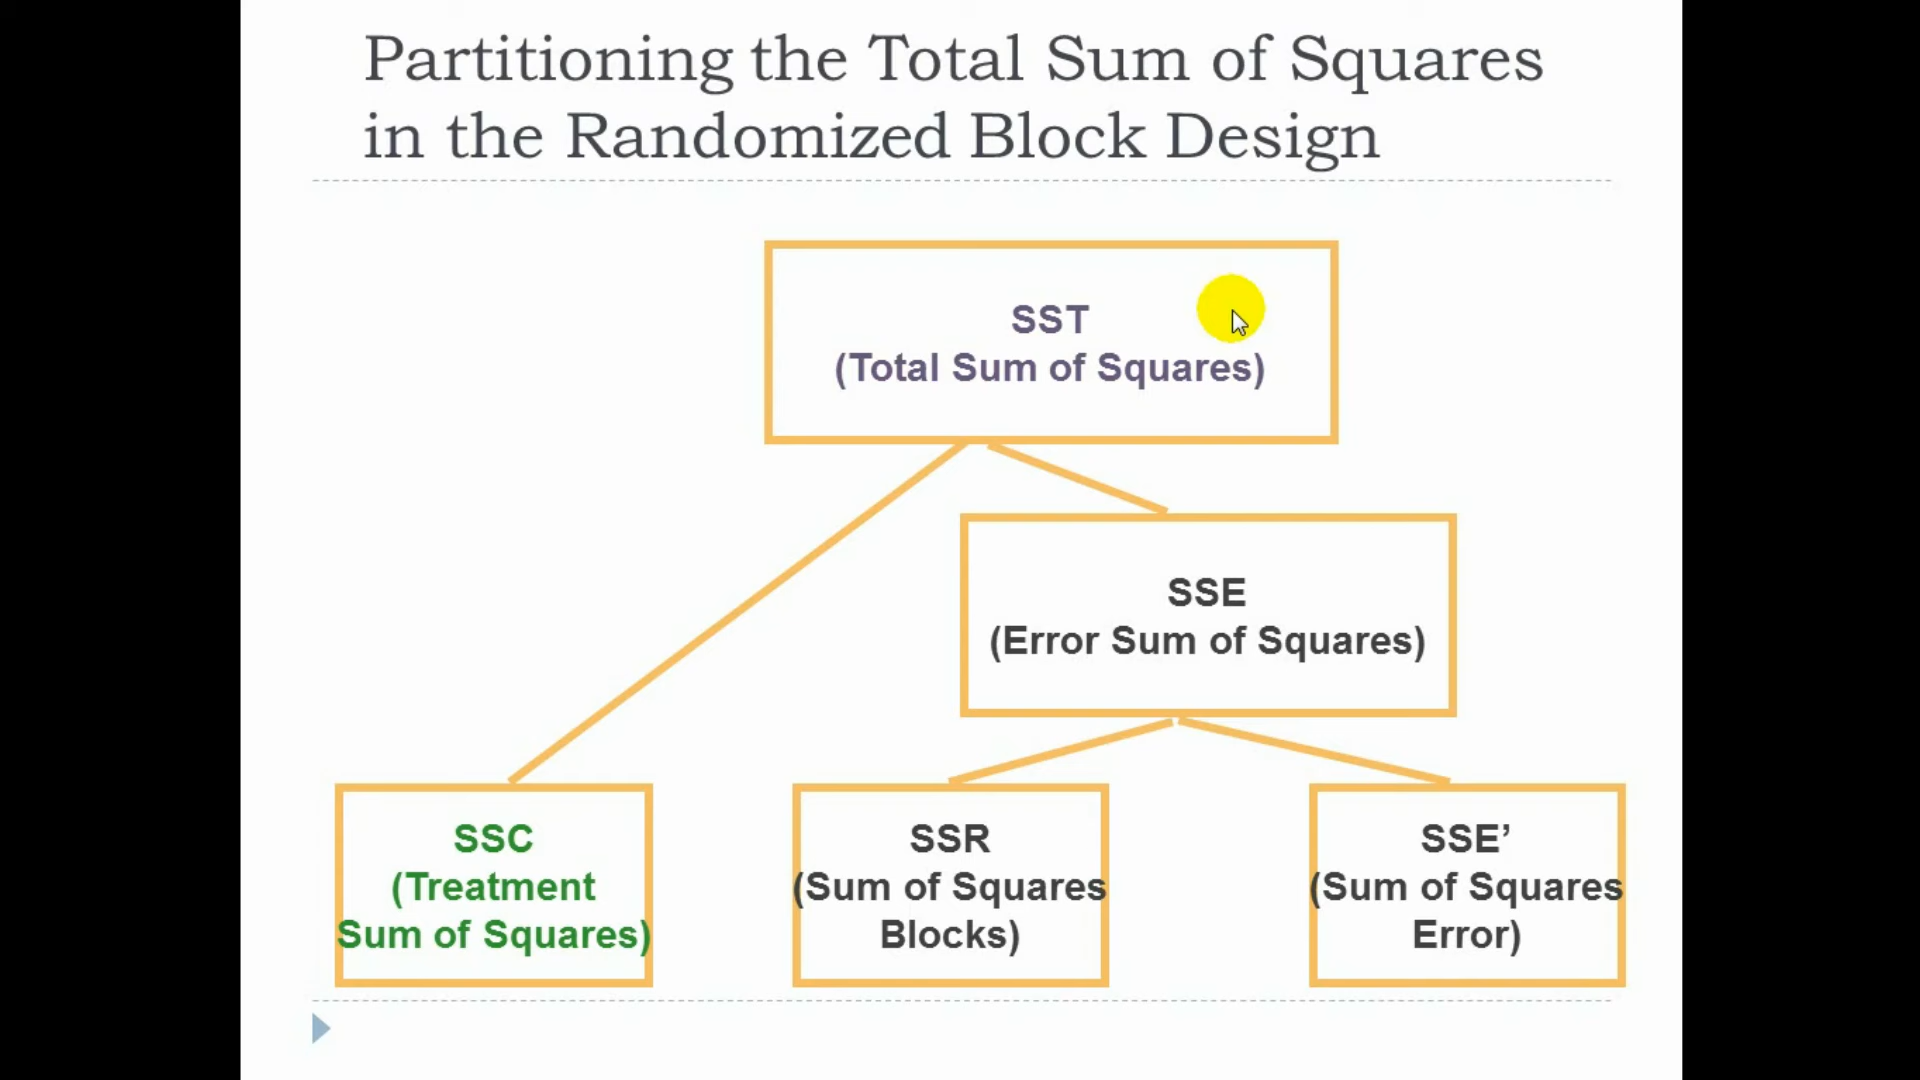 Partitioning the Total Sum of Squares
in the Randomized Block Design
SST
(Total Sum of Squares)
SSE
(Error Sum of Squares)
SSC
(Treatment
Sum of Squares)
SSR
(Sum of Squares
Blocks)
SSE’
(Sum of Squares
Error)